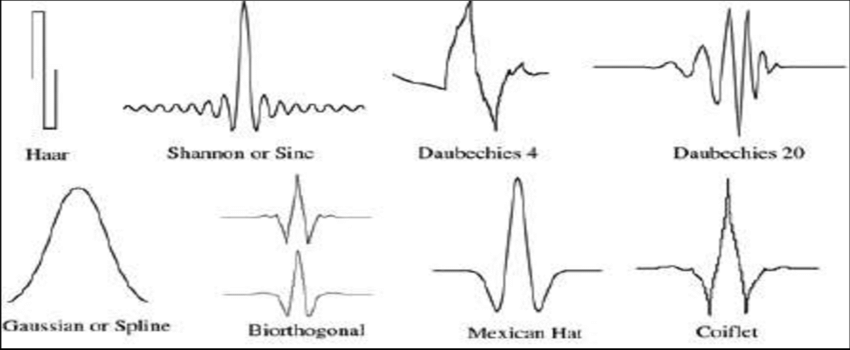 Haar
Shannon or Sinc
Daubechies 4
Daubechies 20
Gaussian or Spline
Biorthogonal
Mexican Hat
Coiflet